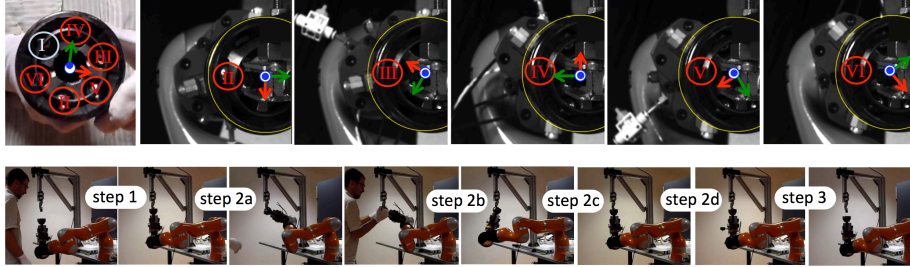 IV
I
III
VI
V
II
II
III
IV
V
VI
step 1
step 2a
step 2b
step 2c
step 2d
step 3